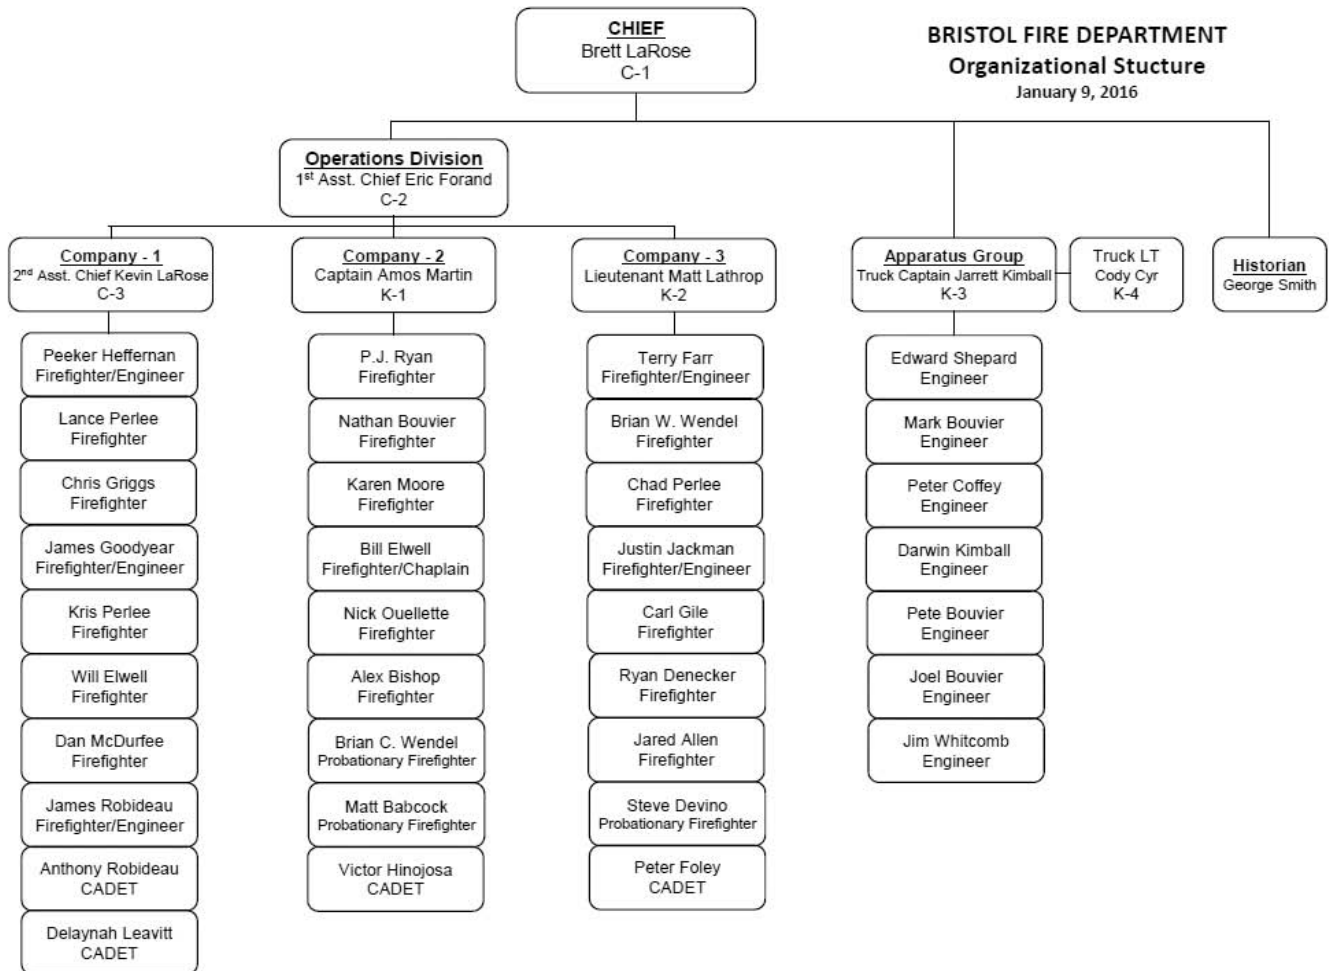 CHIEF
Brett LaRose
C-1
BRISTOL FIRE DEPARTMENT
Organizational Stucture
January 9, 2016
Operations Division
1st Asst. Chief Eric Forand
C-2
Company - 1
2nd Asst. Chief Kevin LaRose
C-3
Company - 2
Captain Amos Martin
K-1
Company - 3
Lieutenant Matt Lathrop
K-2
Apparatus Group
Truck Captain Jarrett Kimball
K-3
Truck LT
Cody Cyr
K-4
Historian
George Smith
Peeker Heffernan
Firefighter/Engineer
Lance Perlee
Firefighter
Chris Griggs
Firefighter
James Goodyear
Firefighter/Engineer
Kris Perlee
Firefighter
Will Elwell
Firefighter
Dan McDurfee
Firefighter
James Robideau
Firefighter/Engineer
Anthony Robideau
CADET
Delaynah Leavitt
CADET
P.J. Ryan
Firefighter
Nathan Bouvier
Firefighter
Karen Moore
Firefighter
Bill Elwell
Firefighter/Chaplain
Nick Ouellette
Firefighter
Alex Bishop
Firefighter
Brian C. Wendel
Probationary Firefighter
Matt Babcock
Probationary Firefighter
Victor Hinojosa
CADET
Terry Farr
Firefighter/Engineer
Brian W. Wendel
Firefighter
Chad Perlee
Firefighter
Justin Jackman
Firefighter/Engineer
Carl Gile
Firefighter
Ryan Denecker
Firefighter
Jared Allen
Firefighter
Steve Devino
Probationary Firefighter
Peter Foley
CADET
Edward Shepard
Engineer
Mark Bouvier
Engineer
Peter Coffey
Engineer
Darwin Kimball
Engineer
Pete Bouvier
Engineer
Joel Bouvier
Engineer
Jim Whitcomb
Engineer